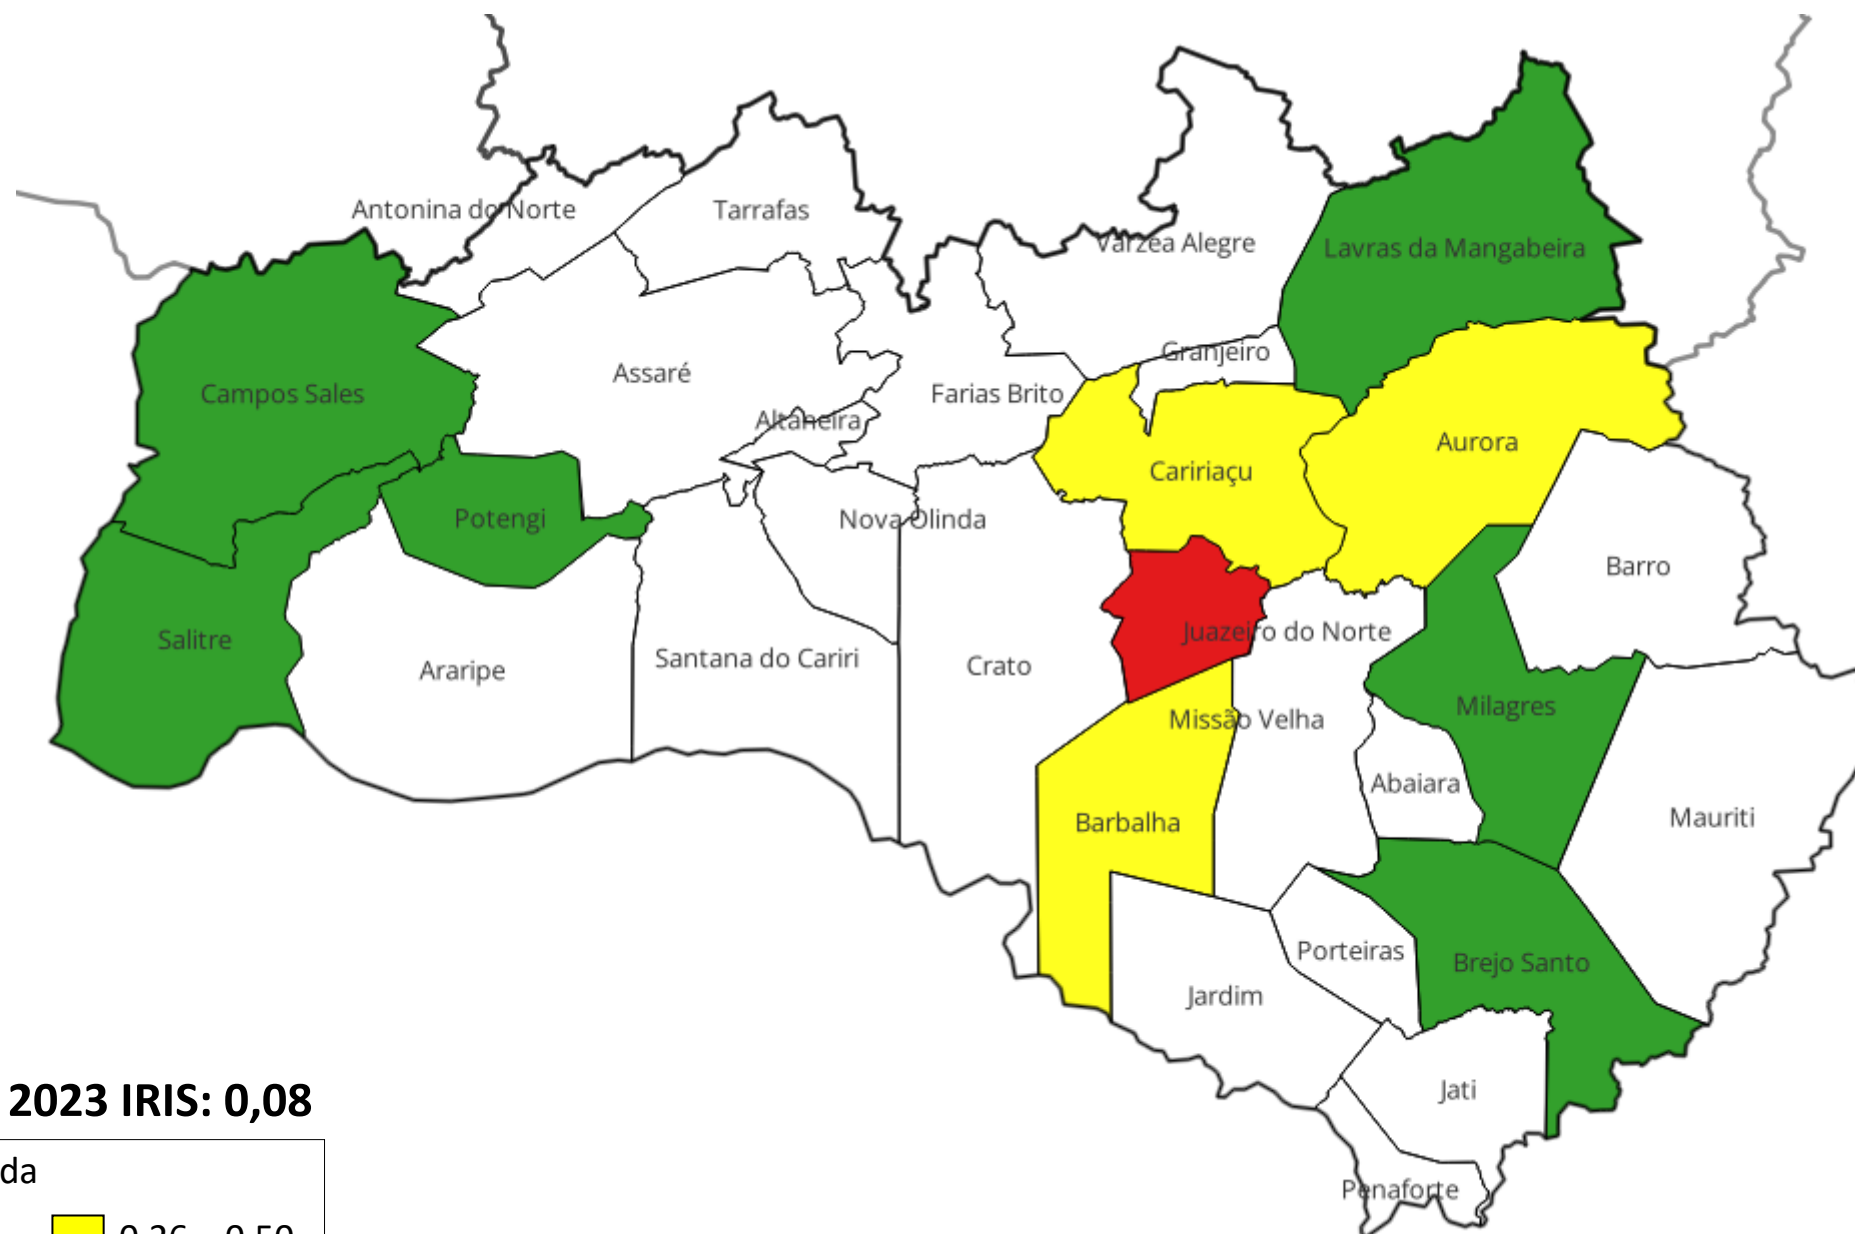 Antonina do Norte
Tarrafas
Várzea Alegre
Lavras da Mangabeira
Granjeiro
Assaré
Campos Sales
Farias Brito
Altaneira
Aurora
Caririaçu
Potengi
Nova Olinda
Barro
Salitre
Juazeiro do Norte
Santana do Cariri
Crato
Araripe
Milagres
Missão Velha
Abaiara
Mauriti
Barbalha
Porteiras
Brejo Santo
Jardim
Jati
2023 IRIS: 0,08
da
Penaforte